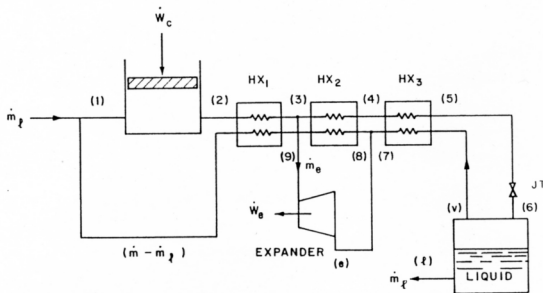 Ẇc
HX1 HX2 HX3
(1) (2) (3) (4) (5)
ṁℓ
(9) ṁe (8) (7)
JT
Ẇe (v) (6)
EXPANDER (e)
(ṁ – ṁℓ)
(ℓ) LIQUID
ṁℓ